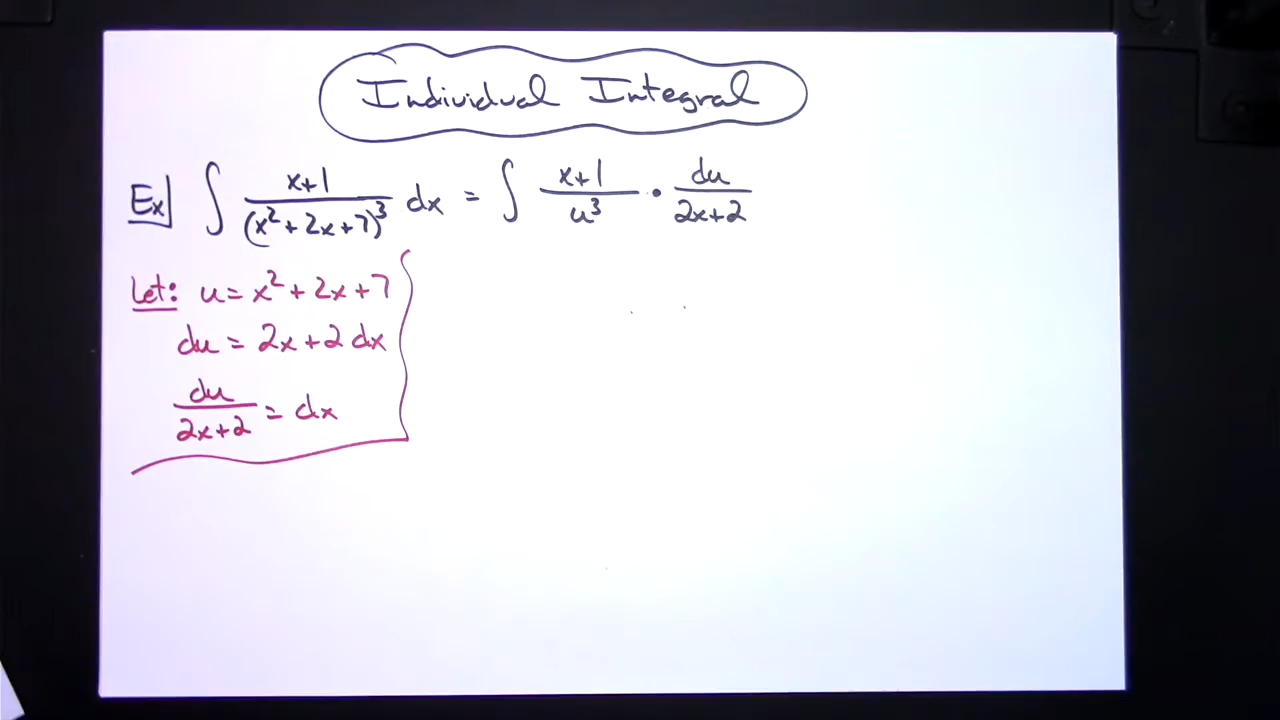 Individual Integral
Ex ∫ x+1/(x²+2x+7)³ dx = ∫ x+1/u³ • du/2x+2
Let: u = x²+2x+7
du = 2x+2 dx
du/2x+2 = dx